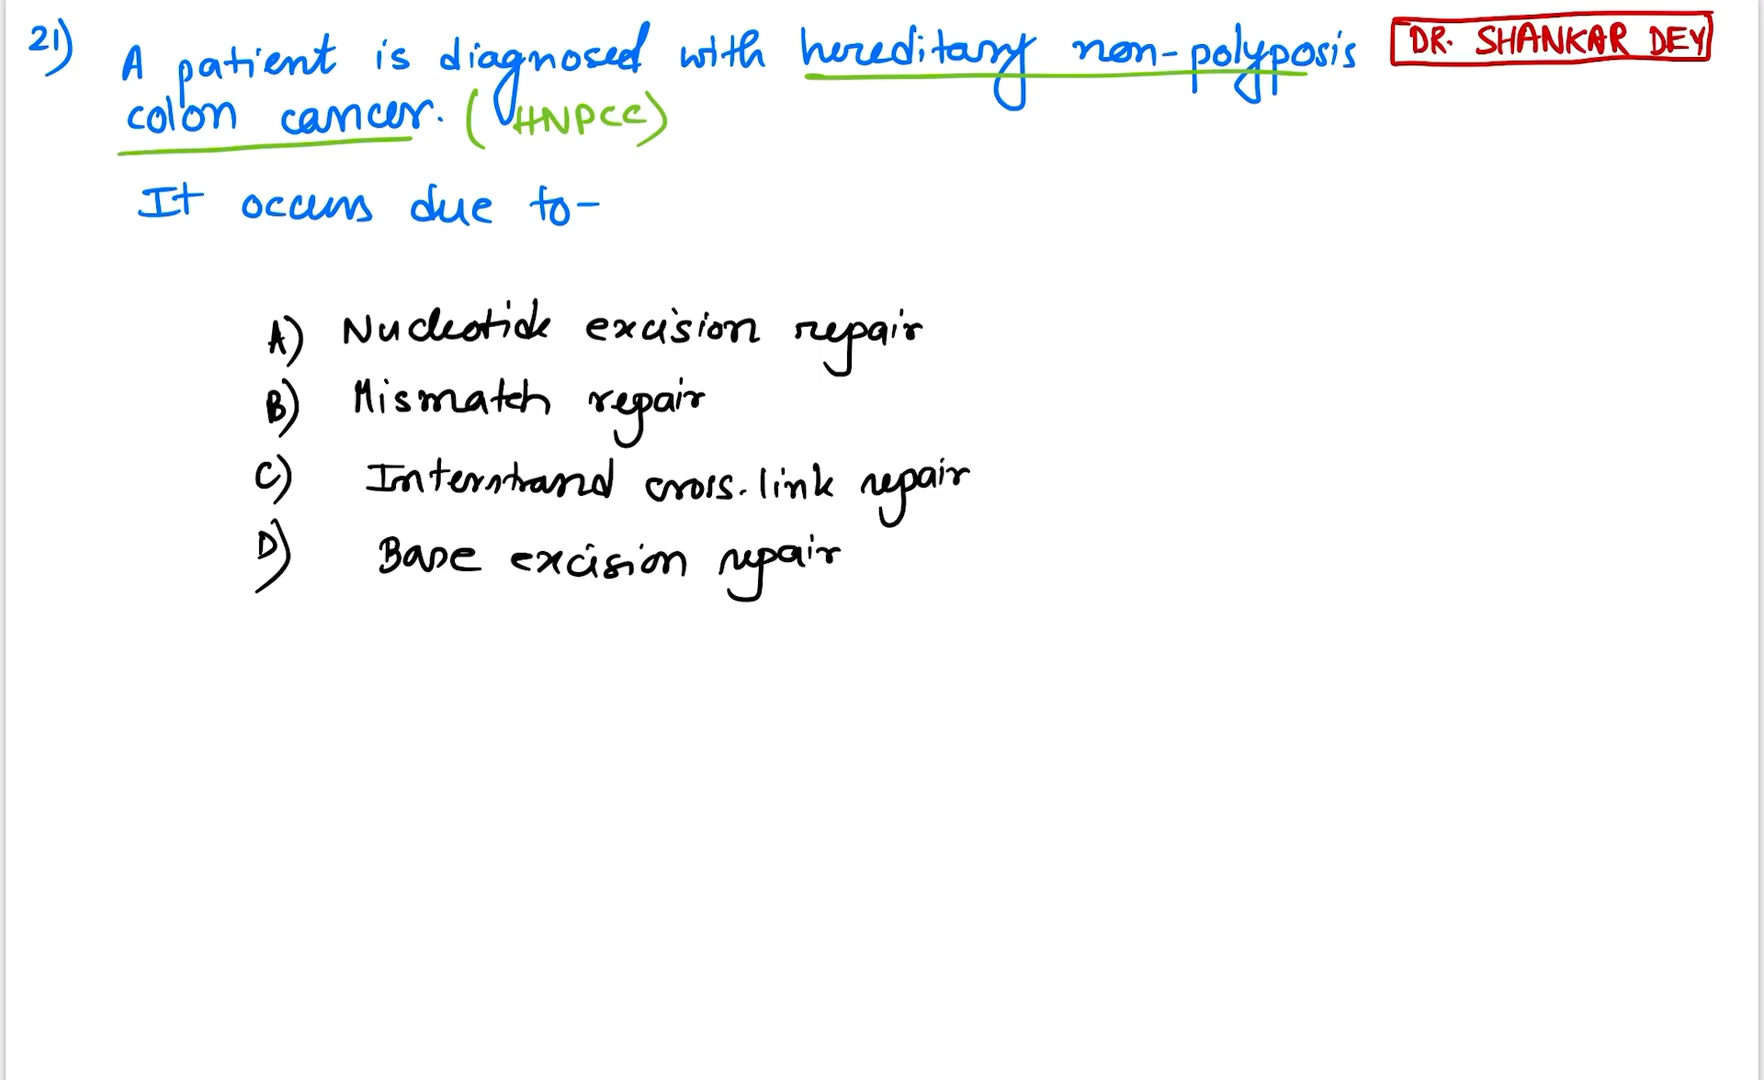 21) A patient is diagnosed with hereditary non-polyposis DR. SHANKAR DEY
colon cancer. (HNPCC)
It occurs due to-
A) Nucleotide excision repair
B) Mismatch repair
C) Interstrand cross-link repair
D) Base excision repair